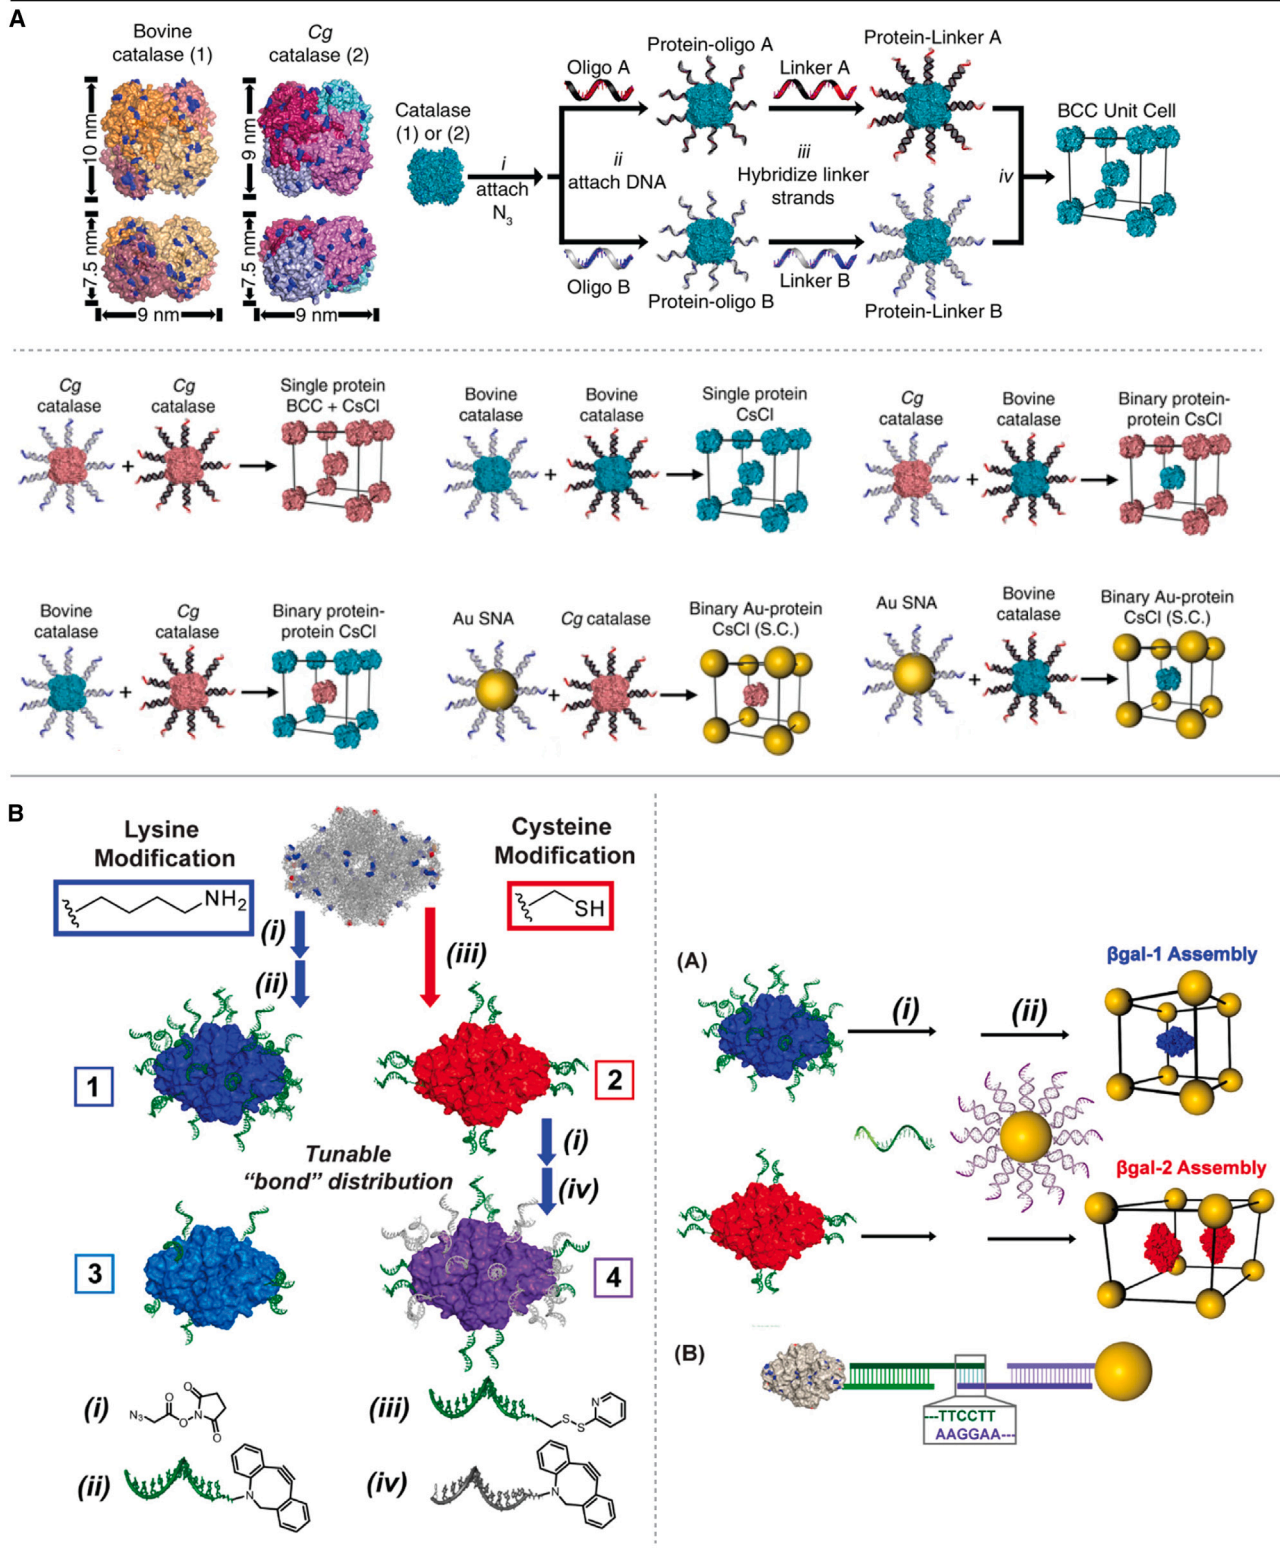 A
Bovine
catalase (1)
Cg
catalase (2)
10 nm
9 nm
7.5 nm
7.5 nm
9 nm
9 nm
Catalase
(1) or (2)
i
attach
N3
Oligo A
ii
attach DNA
Oligo B
Protein-oligo A
Protein-oligo B
Linker A
iii
Hybridize linker
strands
Linker B
Protein-Linker A
Protein-Linker B
iv
BCC Unit Cell
Cg
catalase
+
Cg
catalase
Single protein
BCC + CsCl
Bovine
catalase
+
Bovine
catalase
Single protein
CsCl
Cg
catalase
+
Bovine
catalase
Binary protein-
protein CsCl
Bovine
catalase
+
Cg
catalase
Binary protein-
protein CsCl
Au SNA
+
Cg catalase
Binary Au-protein
CsCl (S.C.)
Au SNA
+
Bovine
catalase
Binary Au-protein
CsCl (S.C.)
B
Lysine
Modification
NH2
Cysteine
Modification
SH
(i)
(ii)
(iii)
1
2
Tunable
“bond” distribution
(i)
(iv)
3
4
(i)
N3
O
O
N
O
O
(iii)
S
S
N
(ii)
N
(iv)
N
(A)
(i)
(ii)
βgal-1 Assembly
βgal-2 Assembly
(B)
---TTCCTT
AAGGAA---